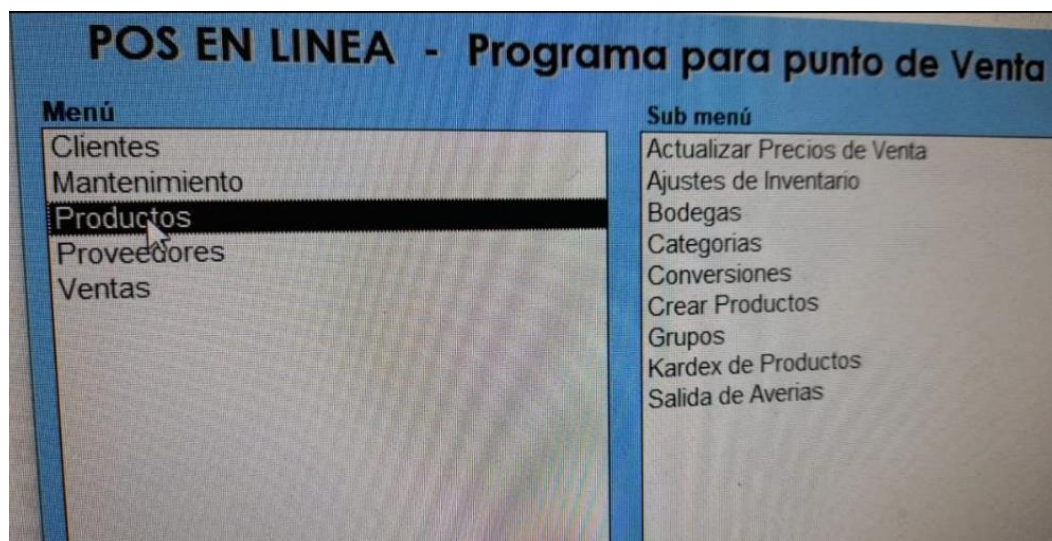 POS EN LINEA - Programa para punto de Venta
Menú
Clientes
Mantenimiento
Productos
Proveedores
Ventas
Sub menú
Actualizar Precios de Venta
Ajustes de Inventario
Bodegas
Categorias
Conversiones
Crear Productos
Grupos
Kardex de Productos
Salida de Averias